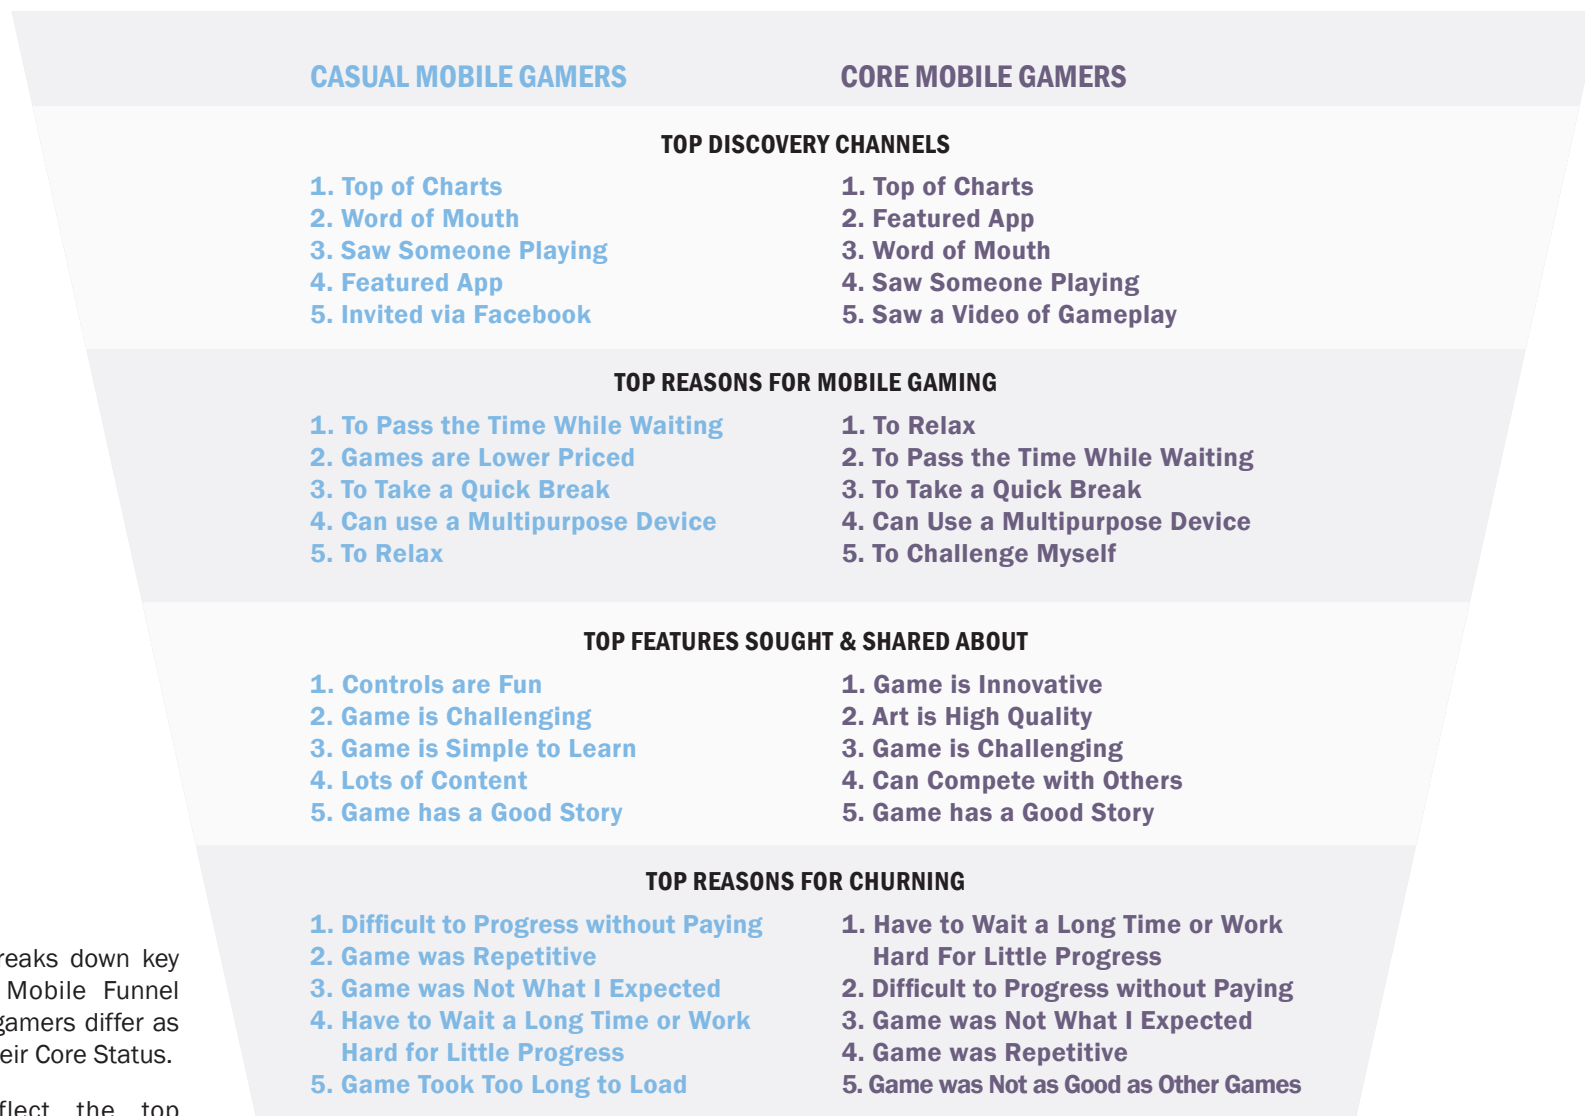 CASUAL MOBILE GAMERS
CORE MOBILE GAMERS
TOP DISCOVERY CHANNELS
1. Top of Charts
2. Word of Mouth
3. Saw Someone Playing
4. Featured App
5. Invited via Facebook
1. Top of Charts
2. Featured App
3. Word of Mouth
4. Saw Someone Playing
5. Saw a Video of Gameplay
TOP REASONS FOR MOBILE GAMING
1. To Pass the Time While Waiting
2. Games are Lower Priced
3. To Take a Quick Break
4. Can use a Multipurpose Device
5. To Relax
1. To Relax
2. To Pass the Time While Waiting
3. To Take a Quick Break
4. Can Use a Multipurpose Device
5. To Challenge Myself
TOP FEATURES SOUGHT & SHARED ABOUT
1. Controls are Fun
2. Game is Challenging
3. Game is Simple to Learn
4. Lots of Content
5. Game has a Good Story
1. Game is Innovative
2. Art is High Quality
3. Game is Challenging
4. Can Compete with Others
5. Game has a Good Story
TOP REASONS FOR CHURNING
1. Difficult to Progress without Paying
2. Game was Repetitive
3. Game was Not What I Expected
4. Have to Wait a Long Time or Work
Hard for Little Progress
5. Game Took Too Long to Load
1. Have to Wait a Long Time or Work
Hard For Little Progress
2. Difficult to Progress without Paying
3. Game was Not What I Expected
4. Game was Repetitive
5. Game was Not as Good as Other Games
down key
Mobile Funnel
gamers differ as
Core Status.
the top